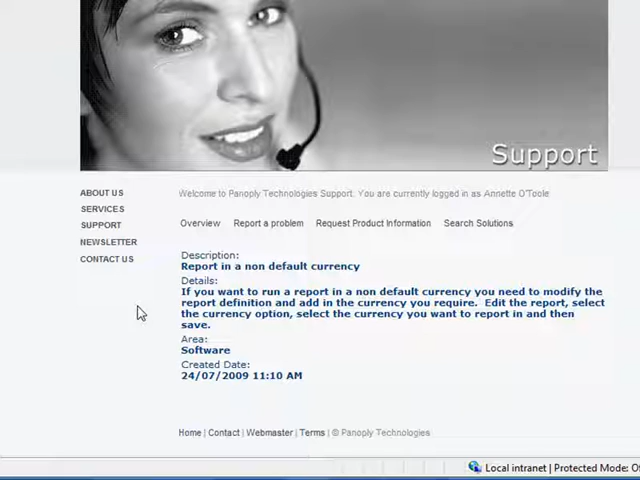 Support
ABOUT US
SERVICES
SUPPORT
NEWSLETTER
CONTACT US
Welcome to Panoply Technologies Support. You are currently logged in as Annette O'Toole
Overview Report a problem Request Product Information Search Solutions
Description:
Report in a non default currency
Details:
If you want to run a report in a non default currency you need to modify the
report definition and add in the currency you require. Edit the report, select
the currency option, select the currency you want to report in and then
save.
Area:
Software
Created Date:
24/07/2009 11:10 AM
Home | Contact | Webmaster | Terms | © Panoply Technologies
Local intranet | Protected Mode: